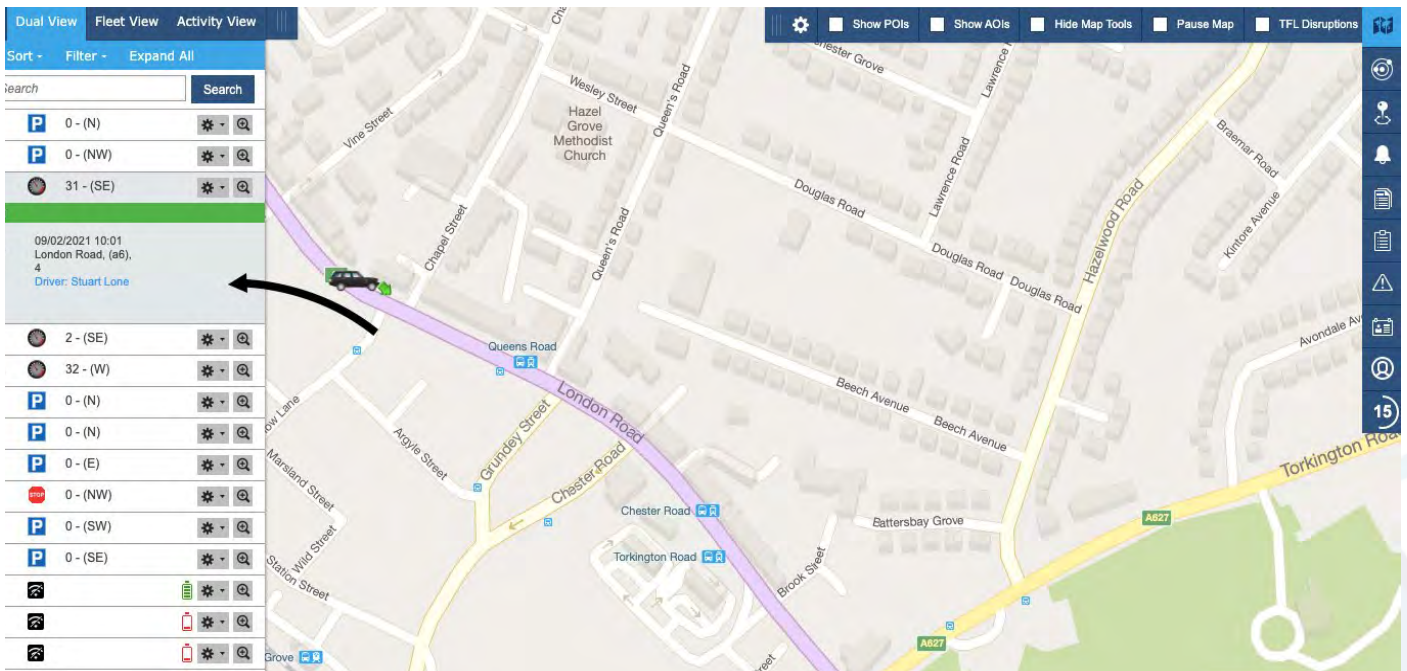 Dual View Fleet View Activity View
Show POIs Show AOIs Hide Map Tools Pause Map TFL Disruptions
Sort - Filter - Expand All
Search Search
P 0 - (N)
P 0 - (NW)
31 - (SE)
09/02/2021 10:01
London Road, (a6),
4
Driver: Stuart Lone
2 - (SE)
32 - (W)
P 0 - (N)
P 0 - (N)
P 0 - (E)
STOP 0 - (NW)
P 0 - (SW)
P 0 - (SE)
15
Wesley Street
Hazel
Grove
Methodist
Church
Queen's Road
Vine Street
Chapel Street
Queen's Road
Lawrence Road
Douglas Road
Douglas Road
Douglas Road
Hazelwood Road
Braemar Road
Kintore Avenue
Queens Road
London Road
Beech Avenue
Beech Avenue
Argyle Street
Grundey Street
Chester Road
Marsland Street
Wild Street
Station Street
Chester Road
Torkington Road
Battersbay Grove
Brook Street
A627
A627
Grove